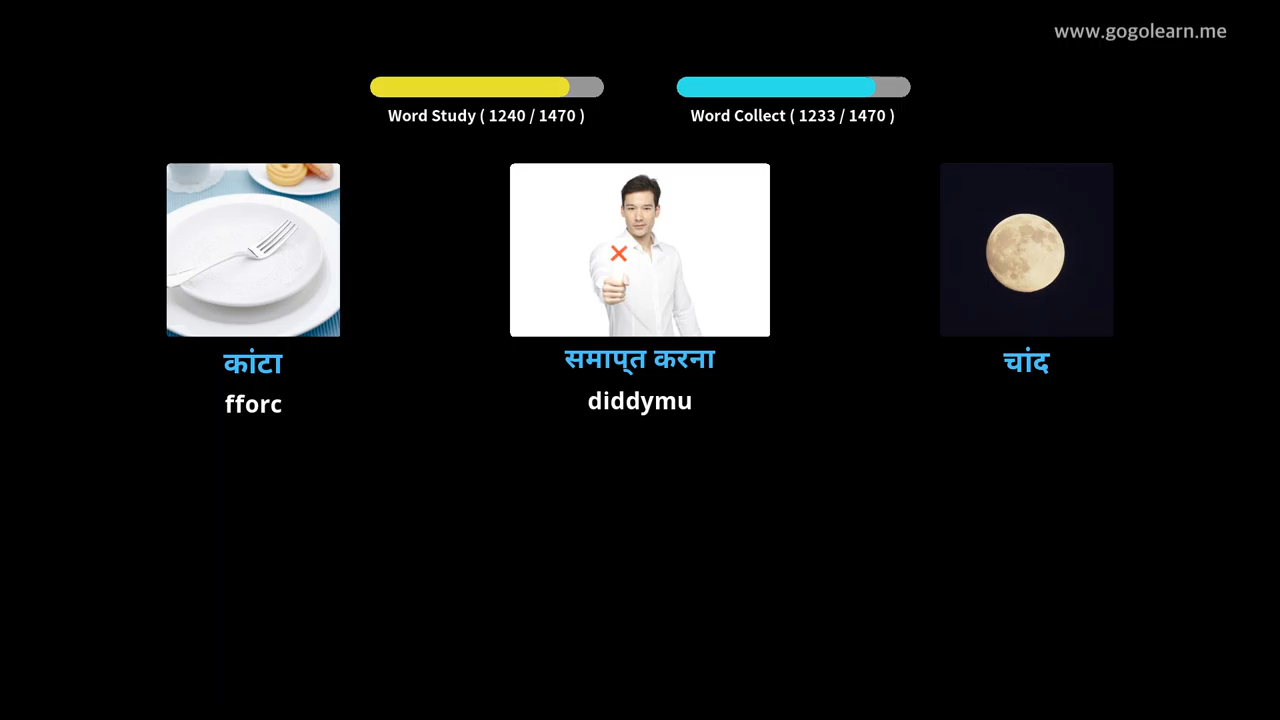 www.gogolearn.me
Word Study ( 1240 / 1470 )
Word Collect ( 1233 / 1470 )
कांटा
fforc
समाप्त करना
diddymu
चांद